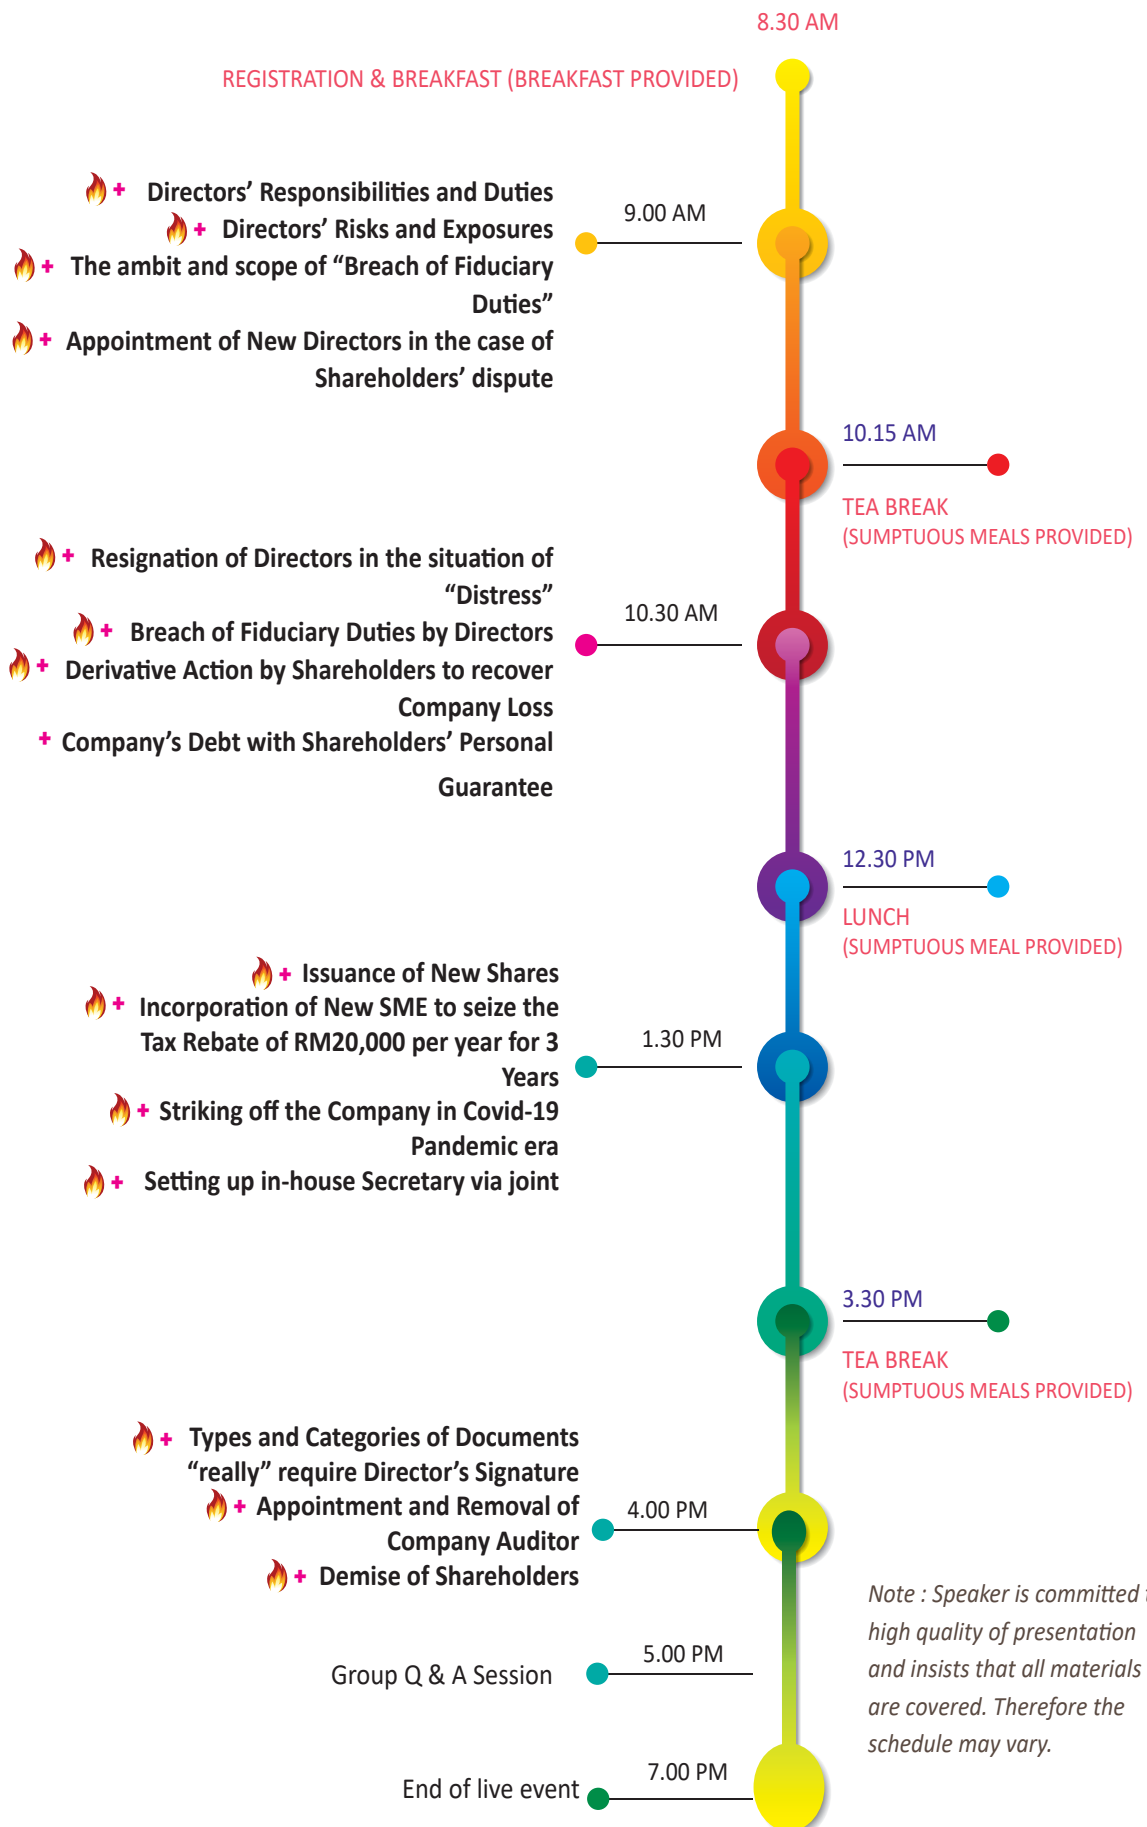 8.30 AM
REGISTRATION & BREAKFAST (BREAKFAST PROVIDED)
+ Directors’ Responsibilities and Duties
+ Directors’ Risks and Exposures
+ The ambit and scope of “Breach of Fiduciary
Duties”
+ Appointment of New Directors in the case of
Shareholders’ dispute
9.00 AM
10.15 AM
TEA BREAK
(SUMPTUOUS MEALS PROVIDED)
+ Resignation of Directors in the situation of
“Distress”
+ Breach of Fiduciary Duties by Directors
+ Derivative Action by Shareholders to recover
Company Loss
+ Company’s Debt with Shareholders’ Personal
Guarantee
10.30 AM
12.30 PM
LUNCH
(SUMPTUOUS MEAL PROVIDED)
+ Issuance of New Shares
+ Incorporation of New SME to seize the
Tax Rebate of RM20,000 per year for 3
Years
+ Striking off the Company in Covid-19
Pandemic era
+ Setting up in-house Secretary via joint
1.30 PM
3.30 PM
TEA BREAK
(SUMPTUOUS MEALS PROVIDED)
+ Types and Categories of Documents
“really” require Director’s Signature
+ Appointment and Removal of
Company Auditor
+ Demise of Shareholders
4.00 PM
Group Q & A Session
5.00 PM
End of live event
7.00 PM
Note : Speaker is committed
high quality of presentation
and insists that all materials
are covered. Therefore the
schedule may vary.